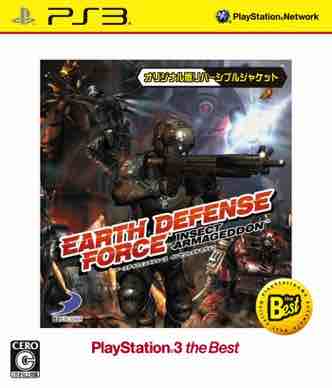 PS3
PlayStation®Network
オリジナル版リバーシブルジャケット
EARTH DEFENSE
FORCE
INSECT
ARMAGEDDON
the
Best
CERO
C
PlayStation®3 the Best